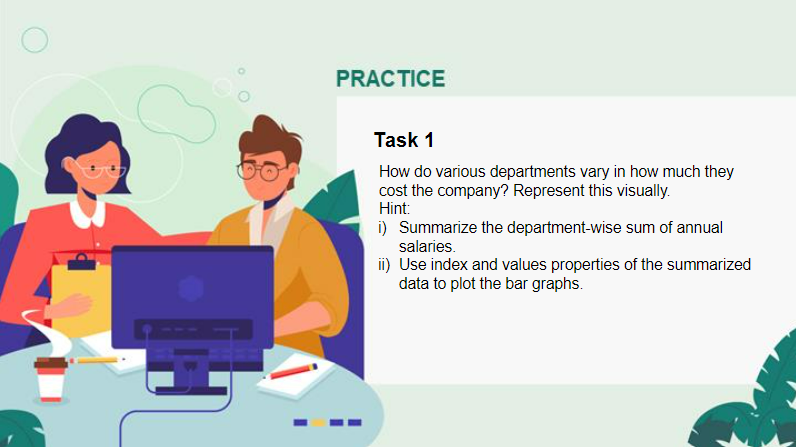 PRACTICE
Task 1
How do various departments vary in how much they
cost the company? Represent this visually.
Hint:
i) Summarize the department-wise sum of annual
salaries.
ii) Use index and values properties of the summarized
data to plot the bar graphs.